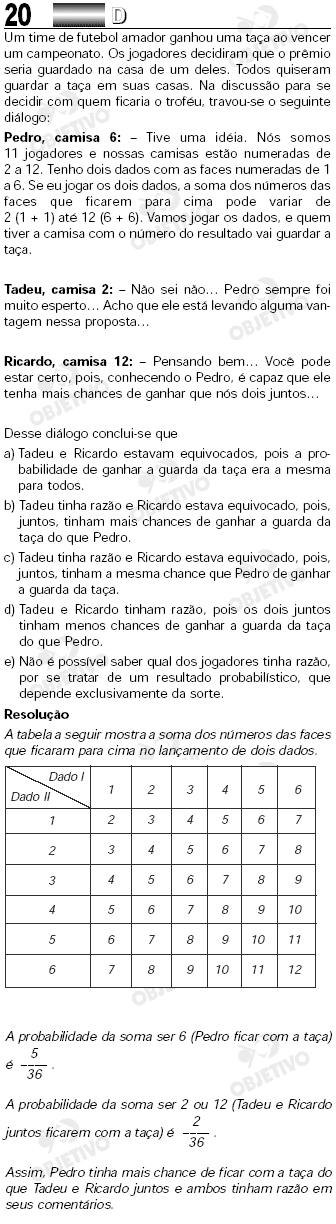 20 D
Um time de futebol amador ganhou uma taça ao vencer
um campeonato. Os jogadores decidiram que o prêmio
seria guardado na casa de um deles. Todos quiseram
guardar a taça em suas casas. Na discussão para se
decidir com quem ficaria o troféu, travou-se o seguinte
diálogo:
Pedro, camisa 6: – Tive uma idéia. Nós somos
11 jogadores e nossas camisas estão numeradas de
2 a 12. Tenho dois dados com as faces numeradas de 1
a 6. Se eu jogar os dois dados, a soma dos números das
faces que ficarem para cima pode variar de
2 (1 + 1) até 12 (6 + 6). Vamos jogar os dados, e quem
tiver a camisa com o número do resultado vai guardar a
taça.
Tadeu, camisa 2: – Não sei não... Pedro sempre foi
muito esperto... Acho que ele está levando alguma van-
tagem nessa proposta...
Ricardo, camisa 12: – Pensando bem... Você pode
estar certo, pois, conhecendo o Pedro, é capaz que ele
tenha mais chances de ganhar que nós dois juntos...
Desse diálogo conclui-se que
a) Tadeu e Ricardo estavam equivocados, pois a pro-
babilidade de ganhar a guarda da taça era a mesma
para todos.
b) Tadeu tinha razão e Ricardo estava equivocado, pois,
juntos, tinham mais chances de ganhar a guarda da
taça do que Pedro.
c) Tadeu tinha razão e Ricardo estava equivocado, pois,
juntos, tinham a mesma chance que Pedro de ganhar
a guarda da taça.
d) Tadeu e Ricardo tinham razão, pois os dois juntos
tinham menos chances de ganhar a guarda da taça
do que Pedro.
e) Não é possível saber qual dos jogadores tinha razão,
por se tratar de um resultado probabilístico, que
depende exclusivamente da sorte.
Resolução
A tabela a seguir mostra a soma dos números das faces
que ficaram para cima no lançamento de dois dados.
Dado I
Dado II 1 2 3 4 5 6
1 2 3 4 5 6 7
2 3 4 5 6 7 8
3 4 5 6 7 8 9
4 5 6 7 8 9 10
5 6 7 8 9 10 11
6 7 8 9 10 11 12
A probabilidade da soma ser 6 (Pedro ficar com a taça)
é 5/36 .
A probabilidade da soma ser 2 ou 12 (Tadeu e Ricardo
juntos ficarem com a taça) é 2/36 .
Assim, Pedro tinha mais chance de ficar com a taça do
que Tadeu e Ricardo juntos e ambos tinham razão em
seus comentários.
OBJETIVO